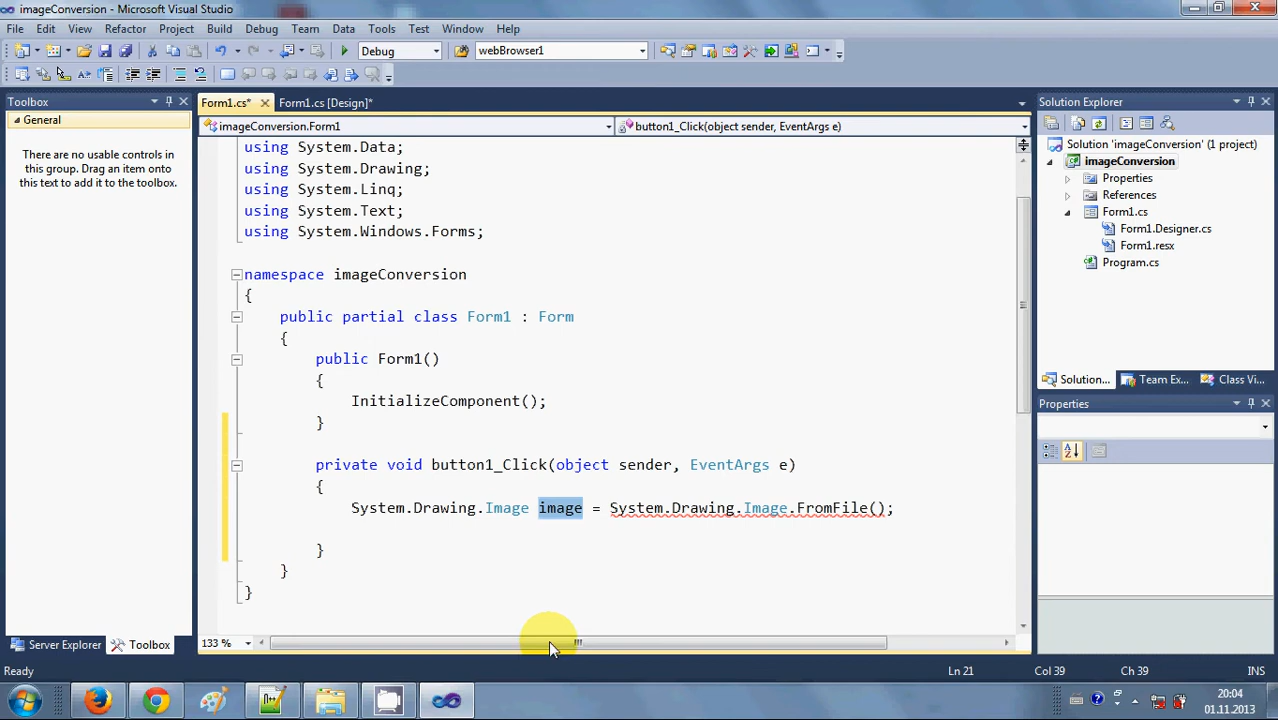 imageConversion - Microsoft Visual Studio
File Edit View Refactor Project Build Debug Team Data Tools Test Window Help
Debug webBrowser1
Toolbox
General
There are no usable controls in
this group. Drag an item onto
this text to add it to the toolbox.
Server Explorer Toolbox
Form1.cs* Form1.cs [Design]*
imageConversion.Form1 button1_Click(object sender, EventArgs e)
using System.Data;
using System.Drawing;
using System.Linq;
using System.Text;
using System.Windows.Forms;
namespace imageConversion
{
public partial class Form1 : Form
{
public Form1()
{
InitializeComponent();
}
private void button1_Click(object sender, EventArgs e)
{
System.Drawing.Image image = System.Drawing.Image.FromFile();
}
}
}
133 %
Solution Explorer
Solution 'imageConversion' (1 project)
imageConversion
Properties
References
Form1.cs
Form1.Designer.cs
Form1.resx
Program.cs
Solution... Team Ex... Class Vi...
Properties
Ready Ln 21 Col 39 Ch 39 INS
20:04
01.11.2013